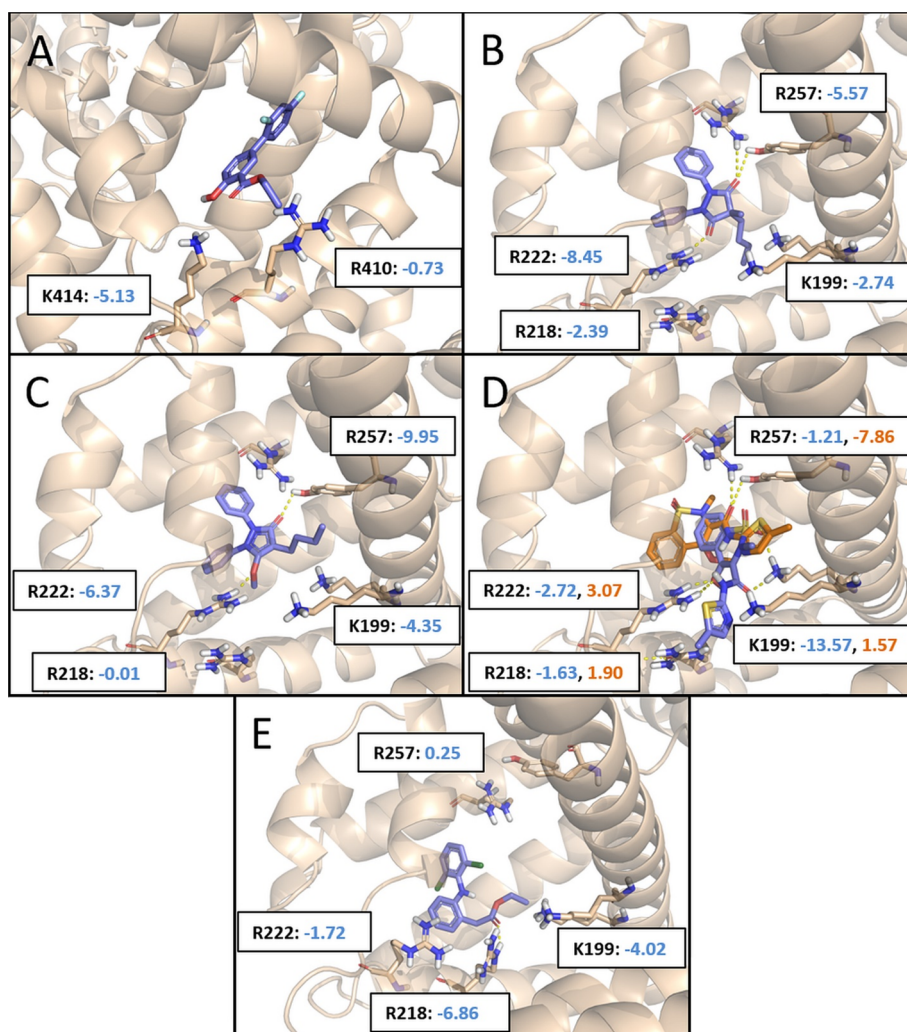 A
K414: -5.13
R410: -0.73
B
R257: -5.57
R222: -8.45
K199: -2.74
R218: -2.39
C
R257: -9.95
R222: -6.37
K199: -4.35
R218: -0.01
D
R257: -1.21, -7.86
R222: -2.72, 3.07
K199: -13.57, 1.57
R218: -1.63, 1.90
E
R257: 0.25
R222: -1.72
K199: -4.02
R218: -6.86